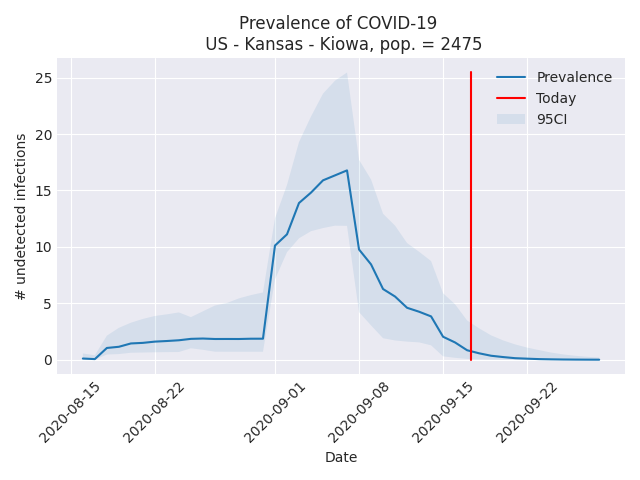 Prevalence of COVID-19
US - Kansas - Kiowa, pop. = 2475
Prevalence
Today
95CI
# undetected infections
25
20
15
10
5
0
2020-08-15
2020-08-22
2020-09-01
2020-09-08
2020-09-15
2020-09-22
Date